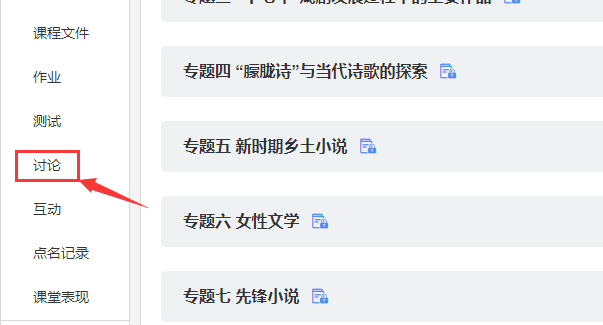 课程文件
作业
测试
讨论
互动
点名记录
课堂表现
专题四 “朦胧诗”与当代诗歌的探索
专题五 新时期乡土小说
专题六 女性文学
专题七 先锋小说